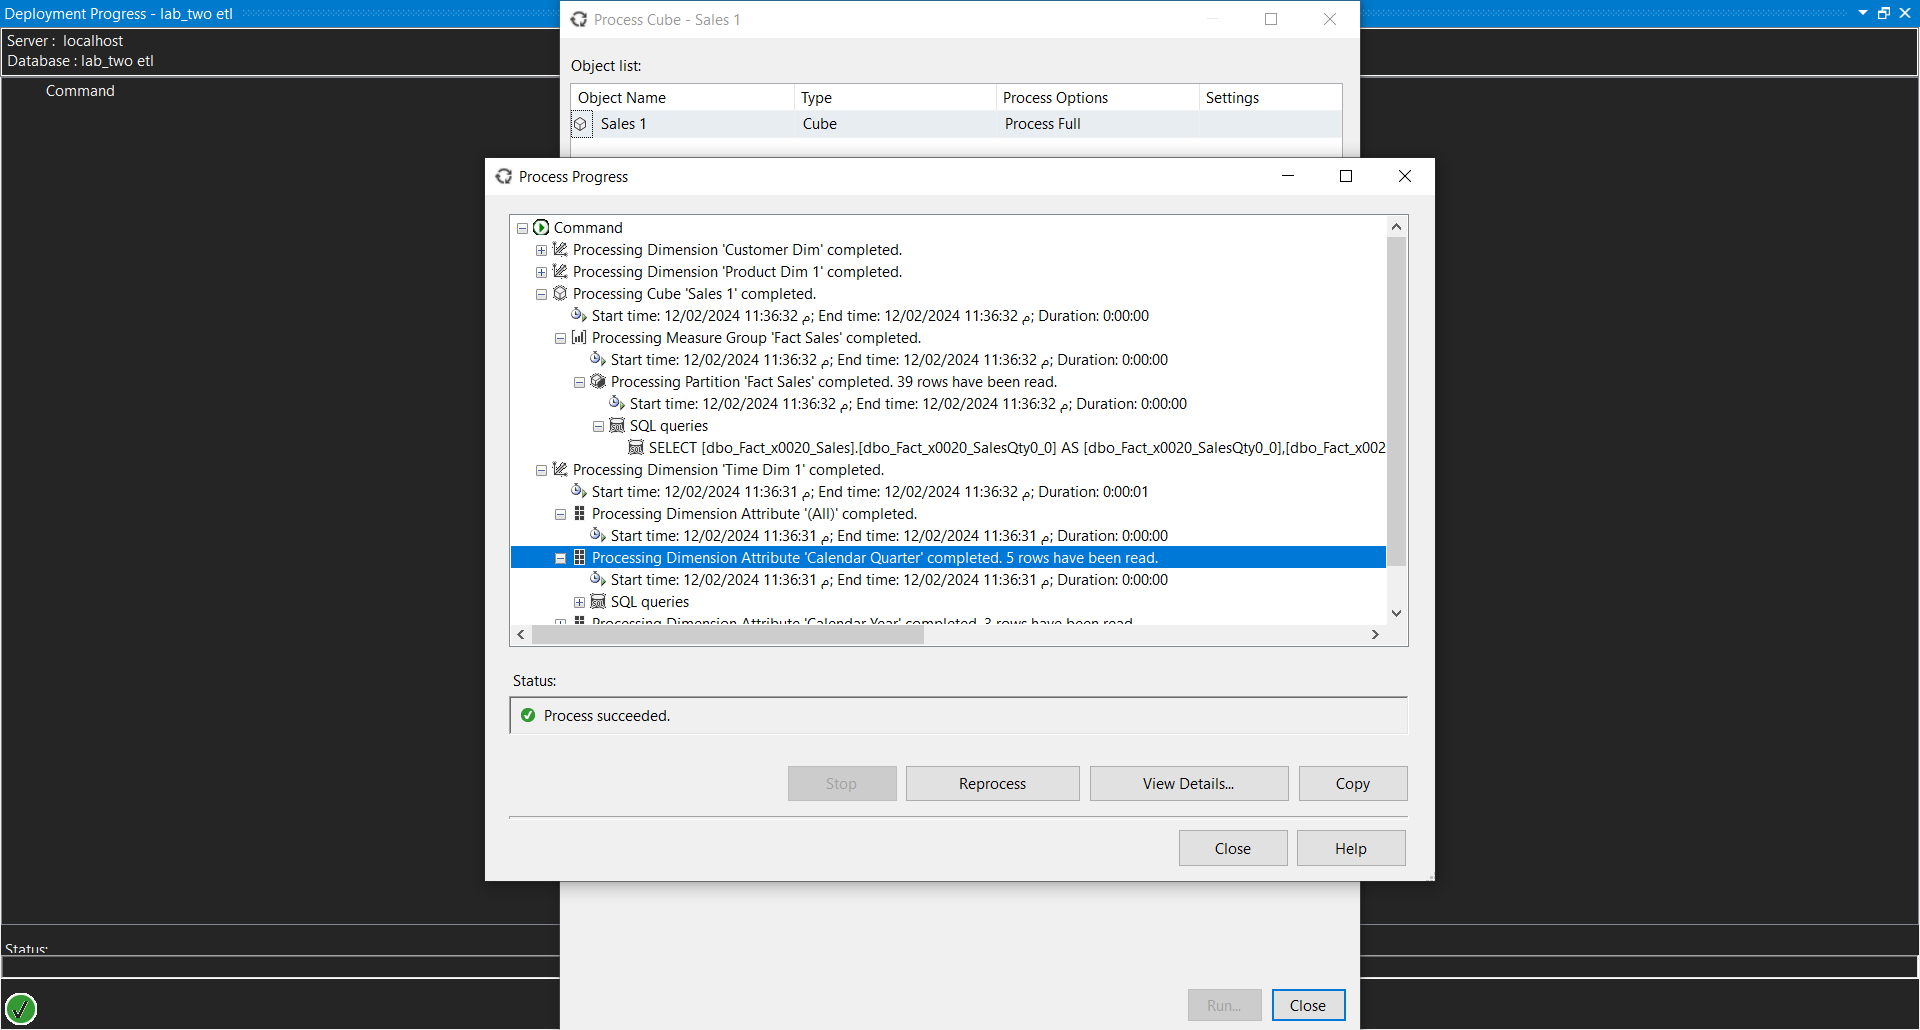 Deployment Progress - lab_two etl
Server : localhost
Database : lab_two etl
Command
Process Cube - Sales 1
Object list:
Object Name Type Process Options Settings
Sales 1 Cube Process Full
Process Progress
Command
Processing Dimension 'Customer Dim' completed.
Processing Dimension 'Product Dim 1' completed.
Processing Cube 'Sales 1' completed.
Start time: 12/02/2024 11:36:32 م; End time: 12/02/2024 11:36:32 م; Duration: 0:00:00
Processing Measure Group 'Fact Sales' completed.
Start time: 12/02/2024 11:36:32 م; End time: 12/02/2024 11:36:32 م; Duration: 0:00:00
Processing Partition 'Fact Sales' completed. 39 rows have been read.
Start time: 12/02/2024 11:36:32 م; End time: 12/02/2024 11:36:32 م; Duration: 0:00:00
SQL queries
SELECT [dbo_Fact_x0020_Sales].[dbo_Fact_x0020_SalesQty0_0] AS [dbo_Fact_x0020_SalesQty0_0],[dbo_Fact_x002
Processing Dimension 'Time Dim 1' completed.
Start time: 12/02/2024 11:36:31 م; End time: 12/02/2024 11:36:32 م; Duration: 0:00:01
Processing Dimension Attribute '(All)' completed.
Start time: 12/02/2024 11:36:31 م; End time: 12/02/2024 11:36:31 م; Duration: 0:00:00
Processing Dimension Attribute 'Calendar Quarter' completed. 5 rows have been read.
Start time: 12/02/2024 11:36:31 م; End time: 12/02/2024 11:36:31 م; Duration: 0:00:00
SQL queries
Processing Dimension Attribute 'Calendar Year' completed. 3 rows have been read.
Status:
Process succeeded.
Stop Reprocess View Details... Copy
Close Help
Status:
Run... Close